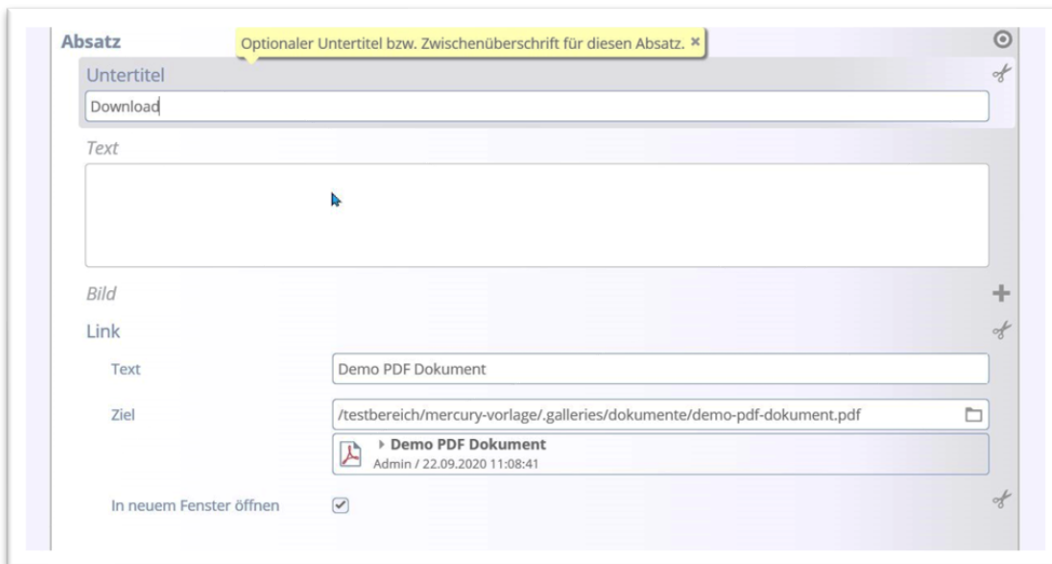 Absatz
Optionaler Untertitel bzw. Zwischenüberschrift für diesen Absatz. ×
Untertitel
Download
Text
Bild
Link
Text
Demo PDF Dokument
Ziel
/testbereich/mercury-vorlage/.galleries/dokumente/demo-pdf-dokument.pdf
Demo PDF Dokument
Admin / 22.09.2020 11:08:41
In neuem Fenster öffnen